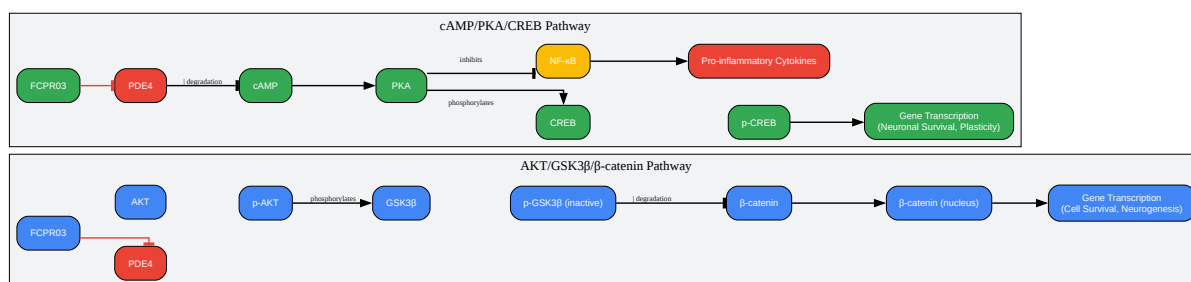 cAMP/PKA/CREB Pathway
FCPR03
PDE4
| degradation
cAMP
PKA
inhibits
phosphorylates
NF-κB
CREB
Pro-inflammatory Cytokines
p-CREB
Gene Transcription
(Neuronal Survival, Plasticity)
AKT/GSK3β/β-catenin Pathway
FCPR03
AKT
PDE4
p-AKT
phosphorylates
GSK3β
p-GSK3β (inactive)
| degradation
β-catenin
β-catenin (nucleus)
Gene Transcription
(Cell Survival, Neurogenesis)